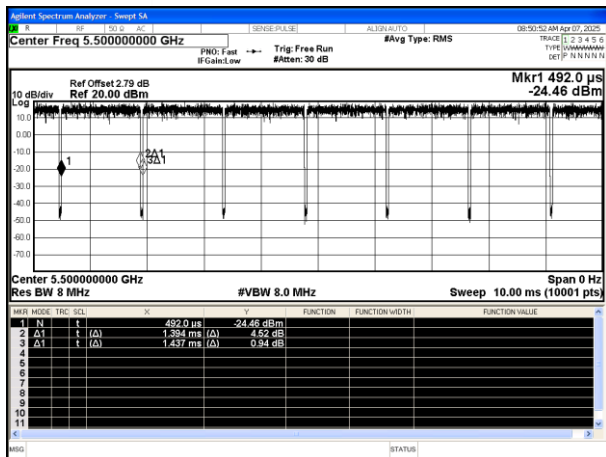 Agilent Spectrum Analyzer - Swept SA
R RF 50 Ω AC SENSE:PULSE ALIGN AUTO 08:50:52 AM Apr 07, 2025
Center Freq 5.500000000 GHz #Avg Type: RMS TRACE 1 2 3 4 5 6
PNO: Fast Trig: Free Run TYPE WWWWWW
IFGain:Low #Atten: 30 dB DET P N N N N N
Mkr1 492.0 µs
Ref Offset 2.79 dB
10 dB/div Ref 20.00 dBm -24.46 dBm
Log
10.0
0.00
-10.0
1 2Δ1
3Δ1
-20.0
-30.0
-40.0
-50.0
-60.0
-70.0
Center 5.500000000 GHz Span 0 Hz
Res BW 8 MHz #VBW 8.0 MHz Sweep 10.00 ms (10001 pts)
MKR MODE TRC SCL X Y FUNCTION FUNCTION WIDTH FUNCTION VALUE
1 N t 492.0 µs -24.46 dBm
2 Δ1 t (Δ) 1.394 ms (Δ) 4.52 dB
3 Δ1 t (Δ) 1.437 ms (Δ) 0.94 dB
4
5
6
7
8
9
10
11
MSG STATUS